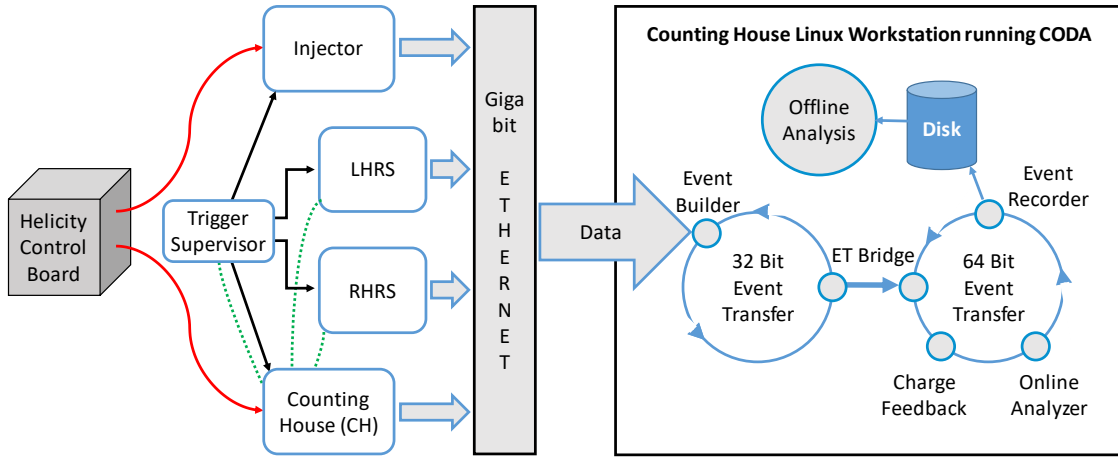 Injector
LHRS
RHRS
Counting
House (CH)
Helicity
Control
Board
Trigger
Supervisor
Giga
bit
E
T
H
E
R
N
E
T
Data
Counting House Linux Workstation running CODA
Offline
Analysis
Disk
Event
Builder
Event
Recorder
32 Bit
Event
Transfer
ET Bridge
64 Bit
Event
Transfer
Charge
Feedback
Online
Analyzer